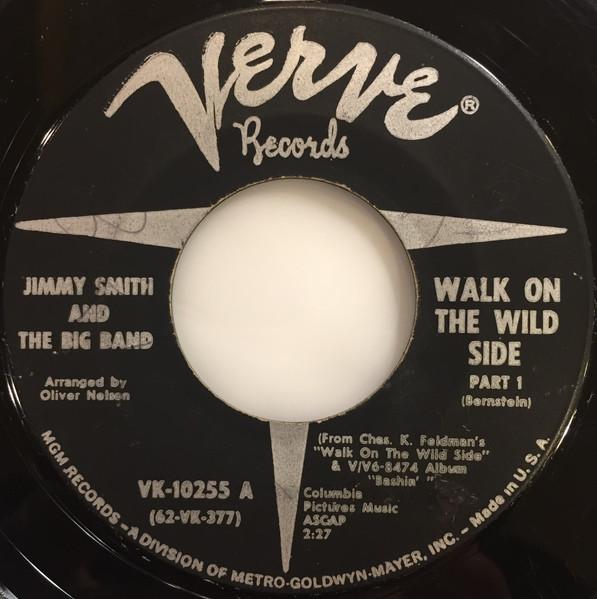 Verve®
Records
JIMMY SMITH
AND
THE BIG BAND
Arranged by
Oliver Nelson
WALK ON
THE WILD
SIDE
PART 1
(Bernstein)
VK-10255 A
(62-VK-377)
(From Chas. K. Feldman's
"Walk On The Wild Side"
& V/V6-8474 Album
"Bashin' "
Columbia
Pictures Music
ASCAP
2:27
MGM RECORDS – A DIVISION OF METRO-GOLDWYN-MAYER, INC. – Made in U.S.A.